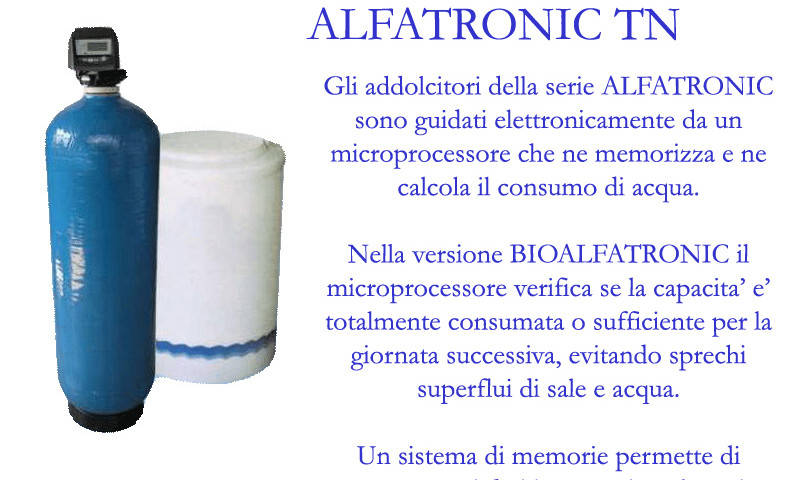 ALFATRONIC TN
Gli addolcitori della serie ALFATRONIC
sono guidati elettronicamente da un
microprocessore che ne memorizza e ne
calcola il consumo di acqua.
Nella versione BIOALFATRONIC il
microprocessore verifica se la capacita’ e’
totalmente consumata o sufficiente per la
giornata successiva, evitando sprechi
superflui di sale e acqua.
Un sistema di memorie permette di